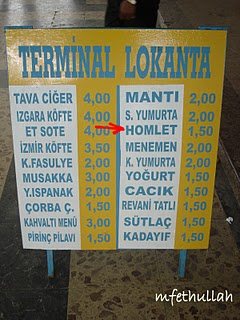 TERMİNAL LOKANTA
TAVA CİĞER 4,00
IZGARA KÖFTE 4,00
ET SOTE 4,00
İZMİR KÖFTE 3,50
K.FASULYE 2,00
MUSAKKA 3,00
Y.ISPANAK 2,00
ÇORBA Ç. 1,50
KAHVALTI MENÜ 3,00
PİRİNÇ PİLAVI 1,50
MANTI 2,00
S. YUMURTA 2,00
HOMLET 1,50
MENEMEN 2,00
K. YUMURTA 2,00
YOĞURT 1,50
CACIK 1,50
REVANİ TATLI 1,50
SÜTLAÇ 1,50
KADAYIF 1,50
mfethullah